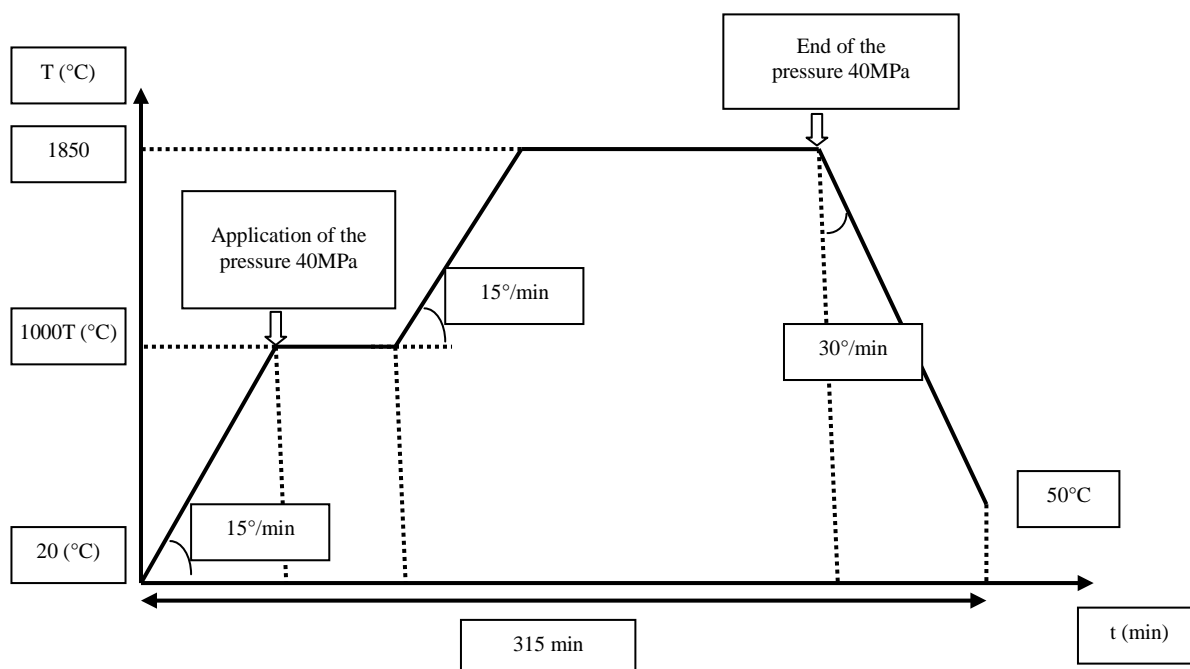 End of the
pressure 40MPa
T (°C)
1850
Application of the
pressure 40MPa
15°/min
1000T (°C)
30°/min
50°C
15°/min
20 (°C)
315 min
t (min)